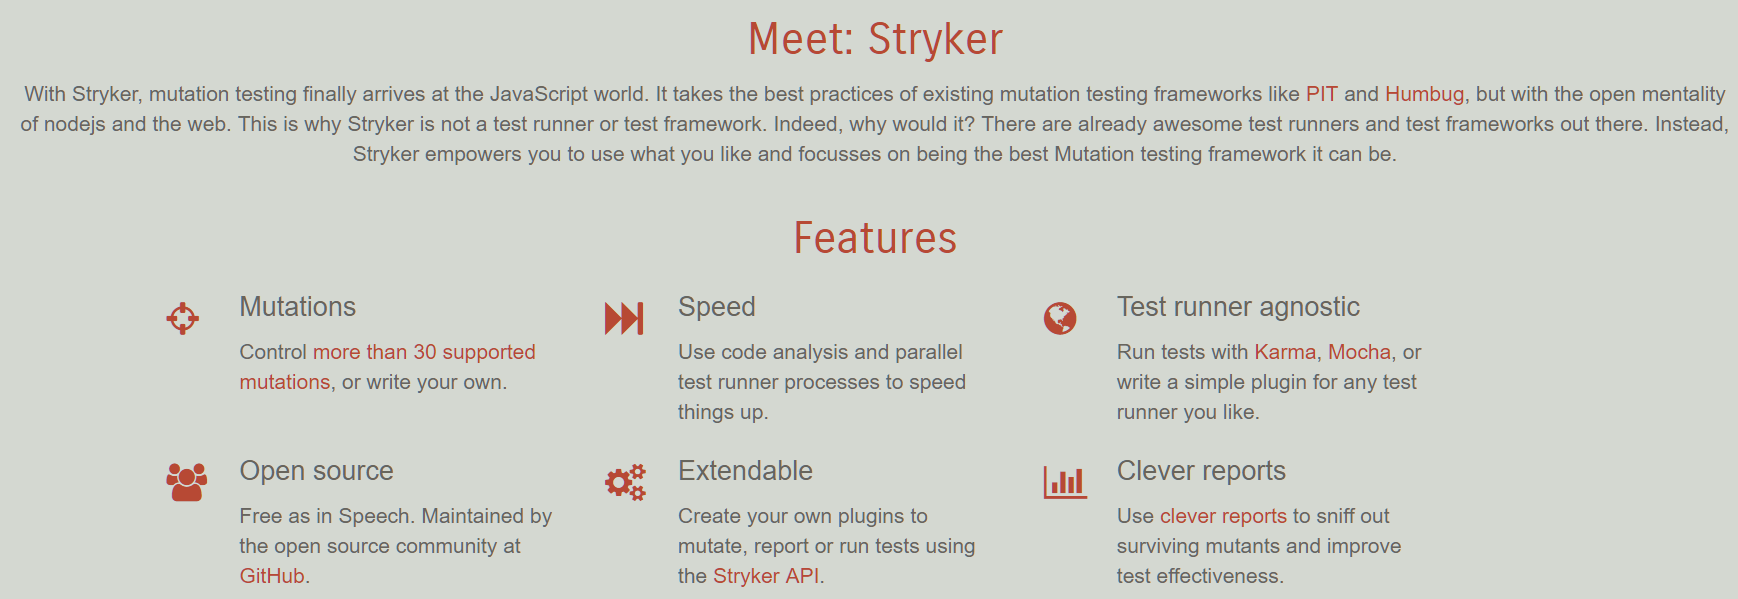 Meet: Stryker
With Stryker, mutation testing finally arrives at the JavaScript world. It takes the best practices of existing mutation testing frameworks like PIT and Humbug, but with the open mentality
of nodejs and the web. This is why Stryker is not a test runner or test framework. Indeed, why would it? There are already awesome test runners and test frameworks out there. Instead,
Stryker empowers you to use what you like and focusses on being the best Mutation testing framework it can be.
Features
Mutations
Control more than 30 supported
mutations, or write your own.
Speed
Use code analysis and parallel
test runner processes to speed
things up.
Test runner agnostic
Run tests with Karma, Mocha, or
write a simple plugin for any test
runner you like.
Open source
Free as in Speech. Maintained by
the open source community at
GitHub.
Extendable
Create your own plugins to
mutate, report or run tests using
the Stryker API.
Clever reports
Use clever reports to sniff out
surviving mutants and improve
test effectiveness.